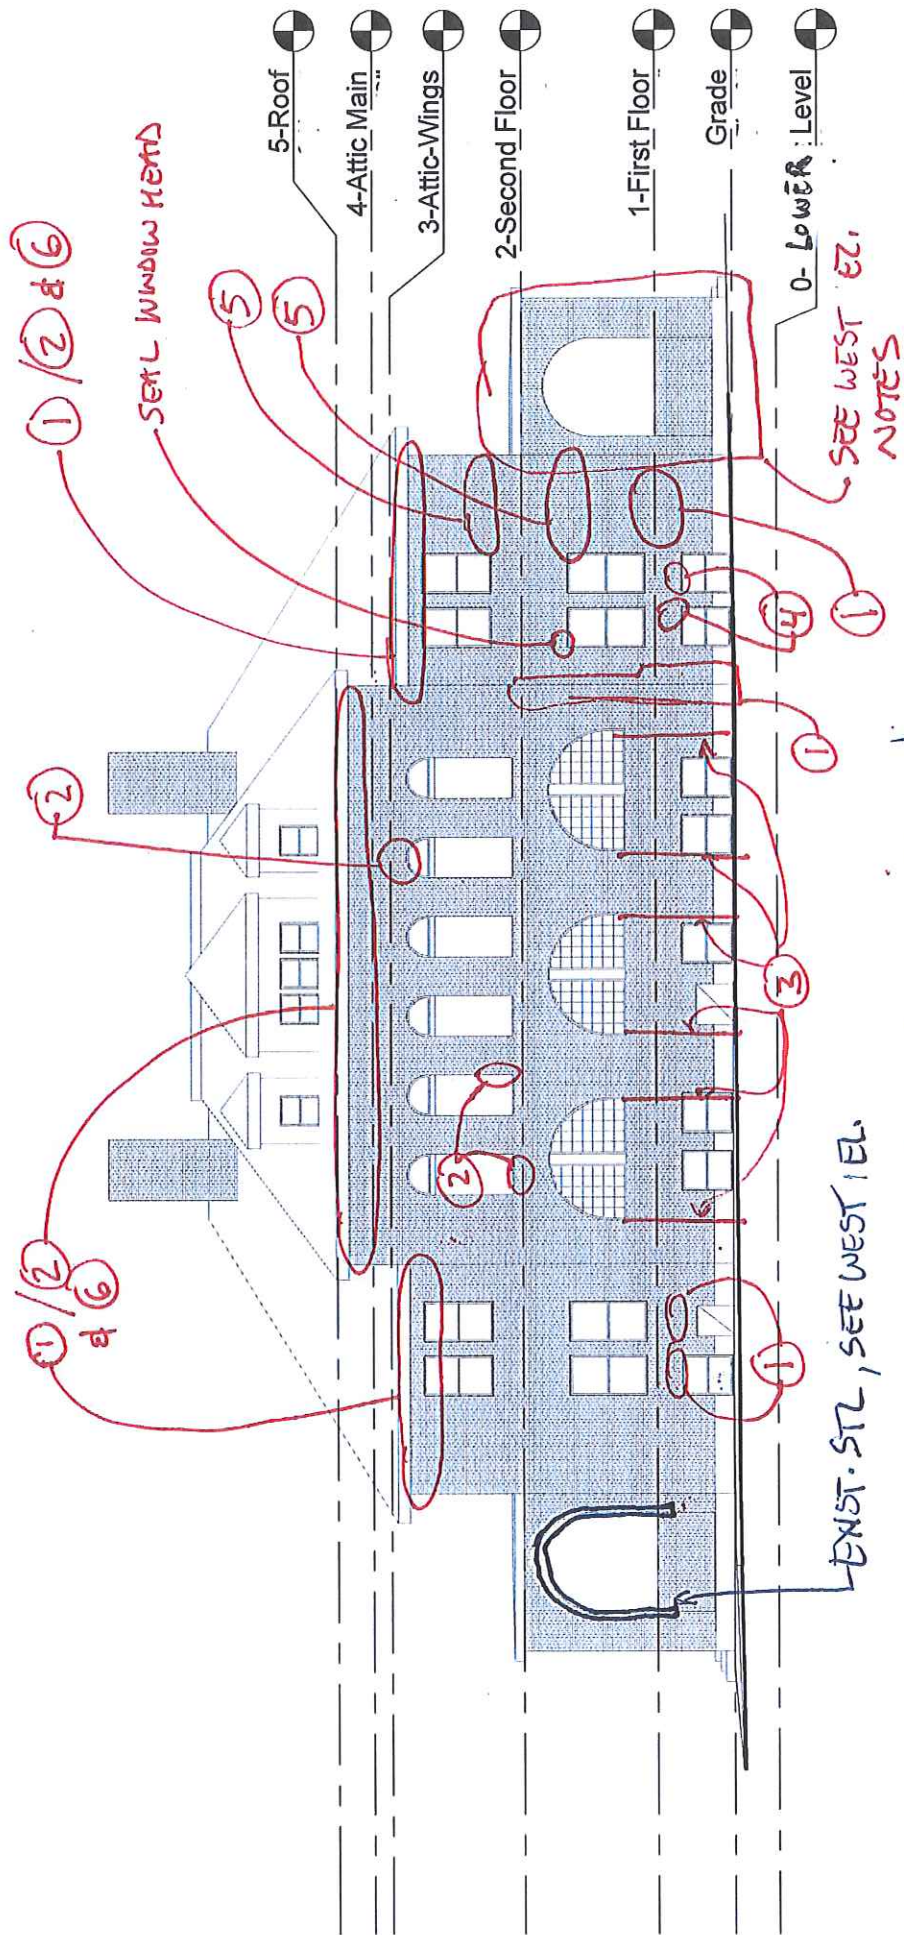 5-Roof
4-Attic Main
3-Attic-Wings
2-Second Floor
1-First Floor
Grade
0- LOWER Level
1 / 2 & 6
SEAL WINDOW HEAD
5
5
2
1 / 2
& 6
2
3
1
4
1
1
SEE WEST EL.
NOTES
EXIST. STL, SEE WEST EL.